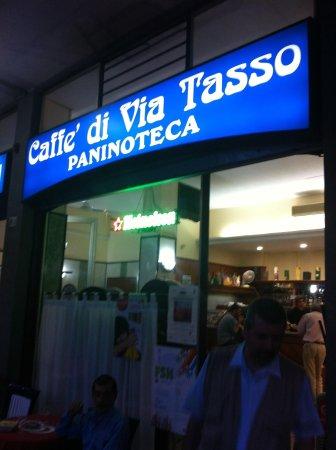 Caffe' di Via Tasso
PANINOTECA
Heineken